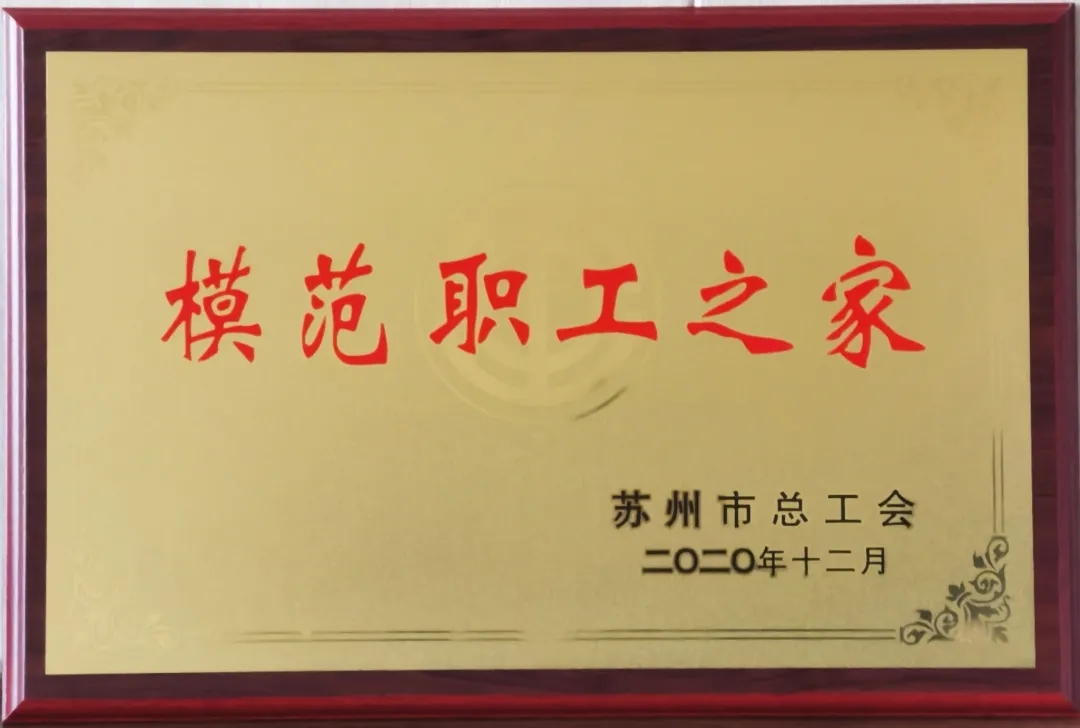 模范职工之家
苏州市总工会
二〇二〇年十二月